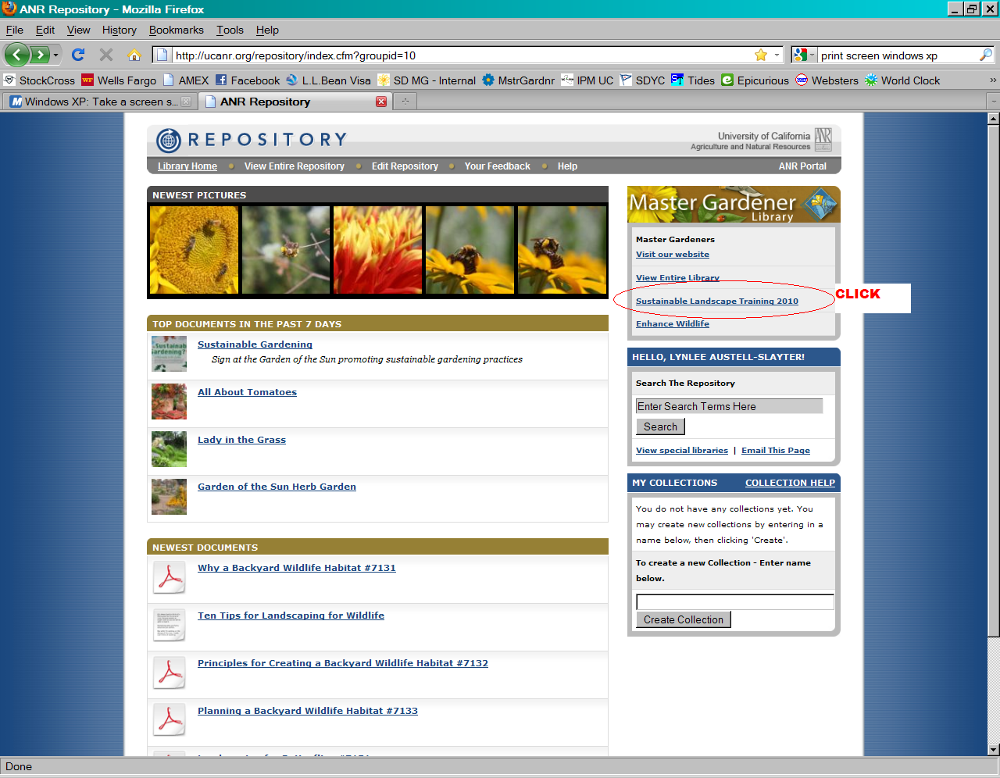 ANR Repository - Mozilla Firefox
File Edit View History Bookmarks Tools Help
http://ucanr.org/repository/index.cfm?groupid=10
print screen windows xp
StockCross Wells Fargo AMEX Facebook L.L.Bean Visa SD MG - Internal MstrGardnr IPM UC SDYC Tides Epicurious Websters World Clock »
Windows XP: Take a screen s...
ANR Repository
REPOSITORY
University of California
Agriculture and Natural Resources
ANR
Library Home View Entire Repository Edit Repository Your Feedback Help ANR Portal
NEWEST PICTURES
TOP DOCUMENTS IN THE PAST 7 DAYS
Sustainable Gardening
Sign at the Garden of the Sun promoting sustainable gardening practices
All About Tomatoes
Lady in the Grass
Garden of the Sun Herb Garden
NEWEST DOCUMENTS
Why a Backyard Wildlife Habitat #7131
Ten Tips for Landscaping for Wildlife
Principles for Creating a Backyard Wildlife Habitat #7132
Planning a Backyard Wildlife Habitat #7133
Master Gardener
Library
Master Gardeners
Visit our website
View Entire Library
Sustainable Landscape Training 2010
CLICK
Enhance Wildlife
HELLO, LYNLEE AUSTELL-SLAYTER!
Search The Repository
Enter Search Terms Here
Search
View special libraries | Email This Page
MY COLLECTIONS COLLECTION HELP
You do not have any collections yet. You
may create new collections by entering in a
name below, then clicking 'Create'.
To create a new Collection - Enter name
below.
Create Collection
Done